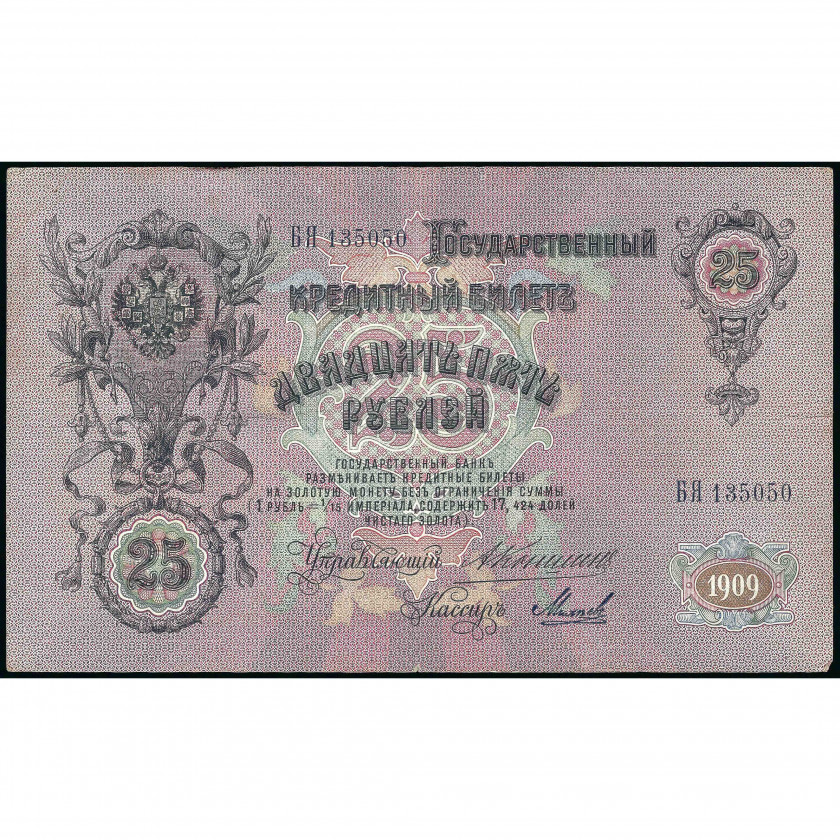 БЯ 135050 Государственный
25
Кредитный Билетъ
25
Двадцать пять
рублей
Государственный банкъ
размѣниваетъ кредитные билеты
на золотую монету безъ ограниченія суммы
(1 рубль = 1/15 имперіала, содержитъ 17, 424 долей
чистаго золота).
БЯ 135050
25
Управляющій
Кассиръ
1909